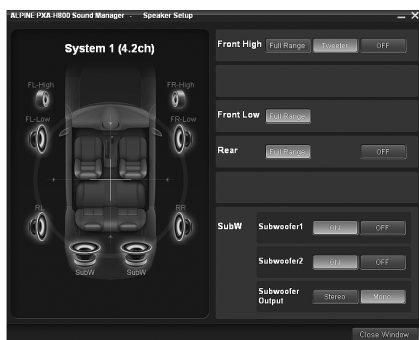 ALPINE PXA-H800 Sound Manager - Speaker Setup
System 1 (4.2ch)
FL-High FR-High
FL-Low FR-Low
RL RR
SubW SubW
Front High Full Range Tweeter OFF
Front Low Full Range
Rear Full Range OFF
SubW Subwoofer1 ON OFF
Subwoofer2 ON OFF
Subwoofer
Output Stereo Mono
Close Window